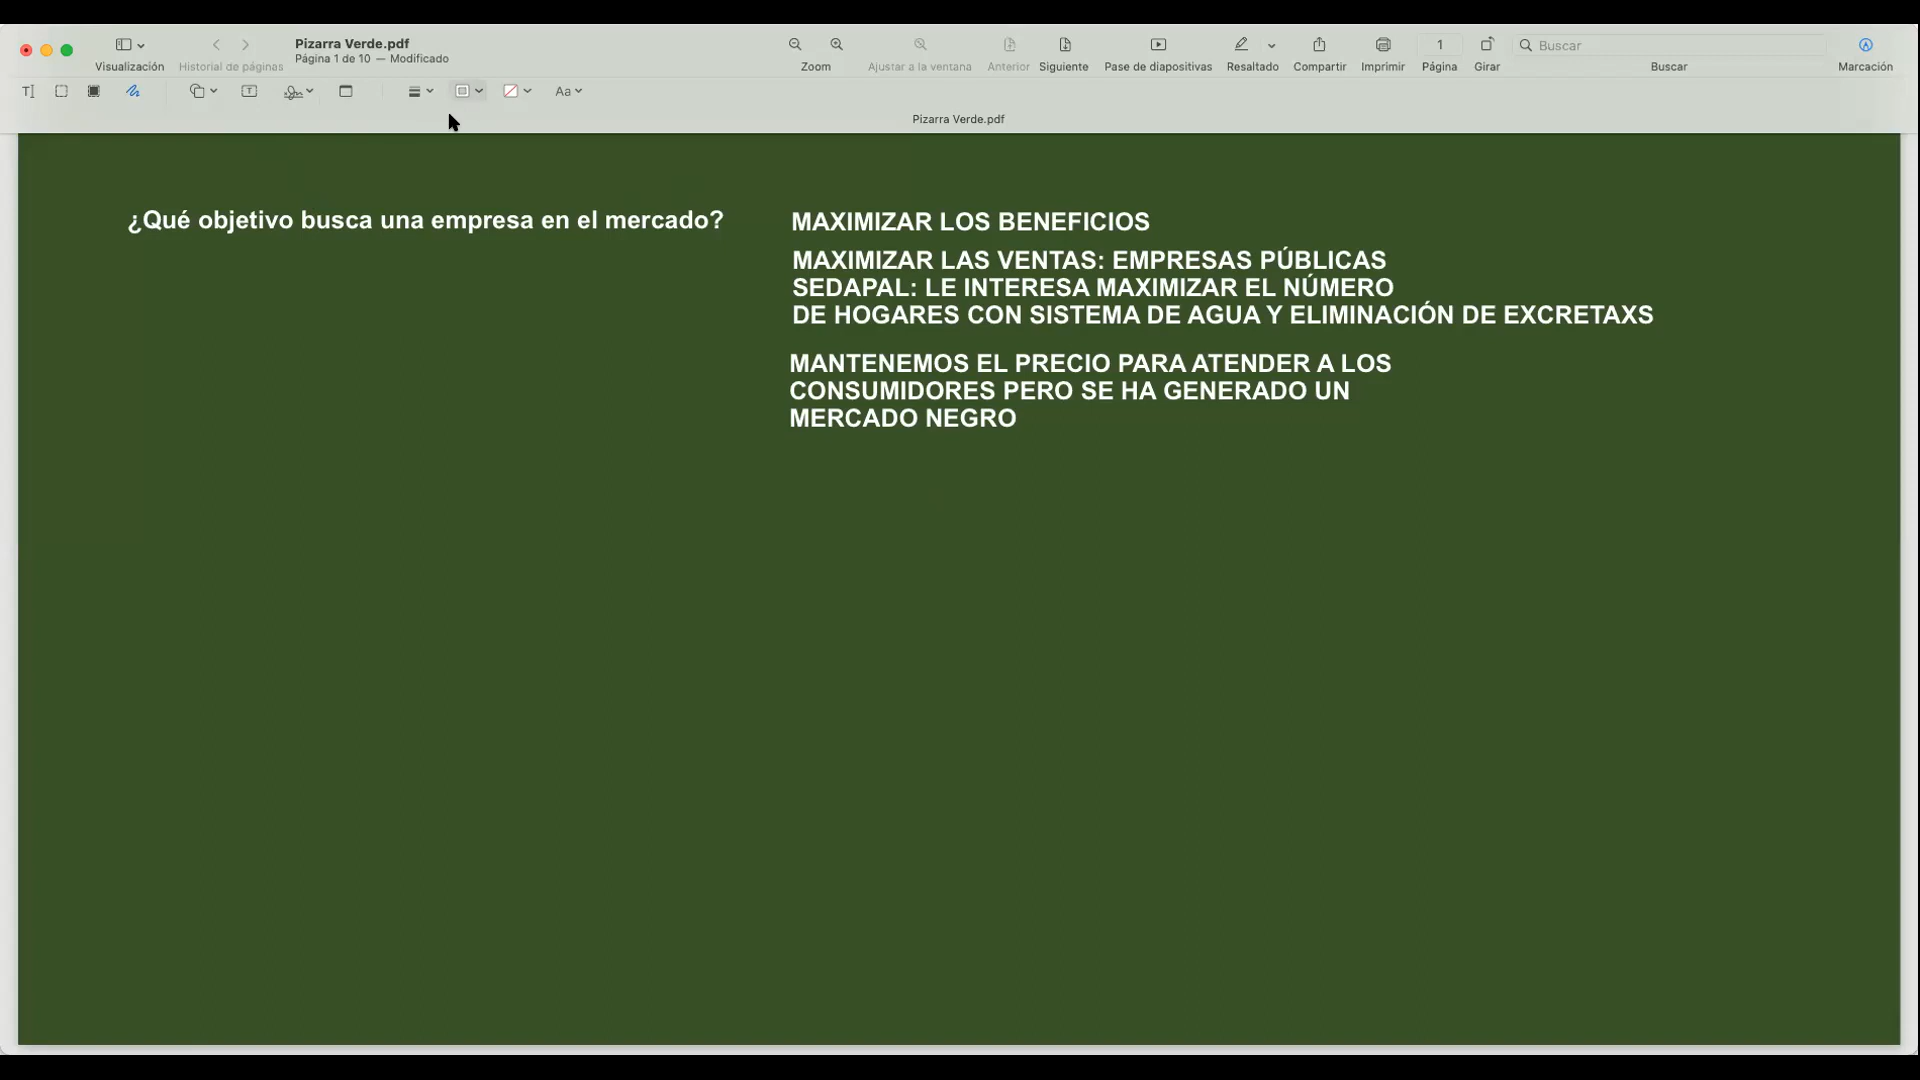 Pizarra Verde.pdf
Página 1 de 10 — Modificado
Visualización
Historial de páginas
Zoom
Ajustar a la ventana
Anterior
Siguiente
Pase de diapositivas
Resaltado
Compartir
Imprimir
1
Página
Girar
Buscar
Buscar
Marcación
Aa
Pizarra Verde.pdf
¿Qué objetivo busca una empresa en el mercado?
MAXIMIZAR LOS BENEFICIOS
MAXIMIZAR LAS VENTAS: EMPRESAS PÚBLICAS
SEDAPAL: LE INTERESA MAXIMIZAR EL NÚMERO
DE HOGARES CON SISTEMA DE AGUA Y ELIMINACIÓN DE EXCRETAXS
MANTENEMOS EL PRECIO PARA ATENDER A LOS
CONSUMIDORES PERO SE HA GENERADO UN
MERCADO NEGRO